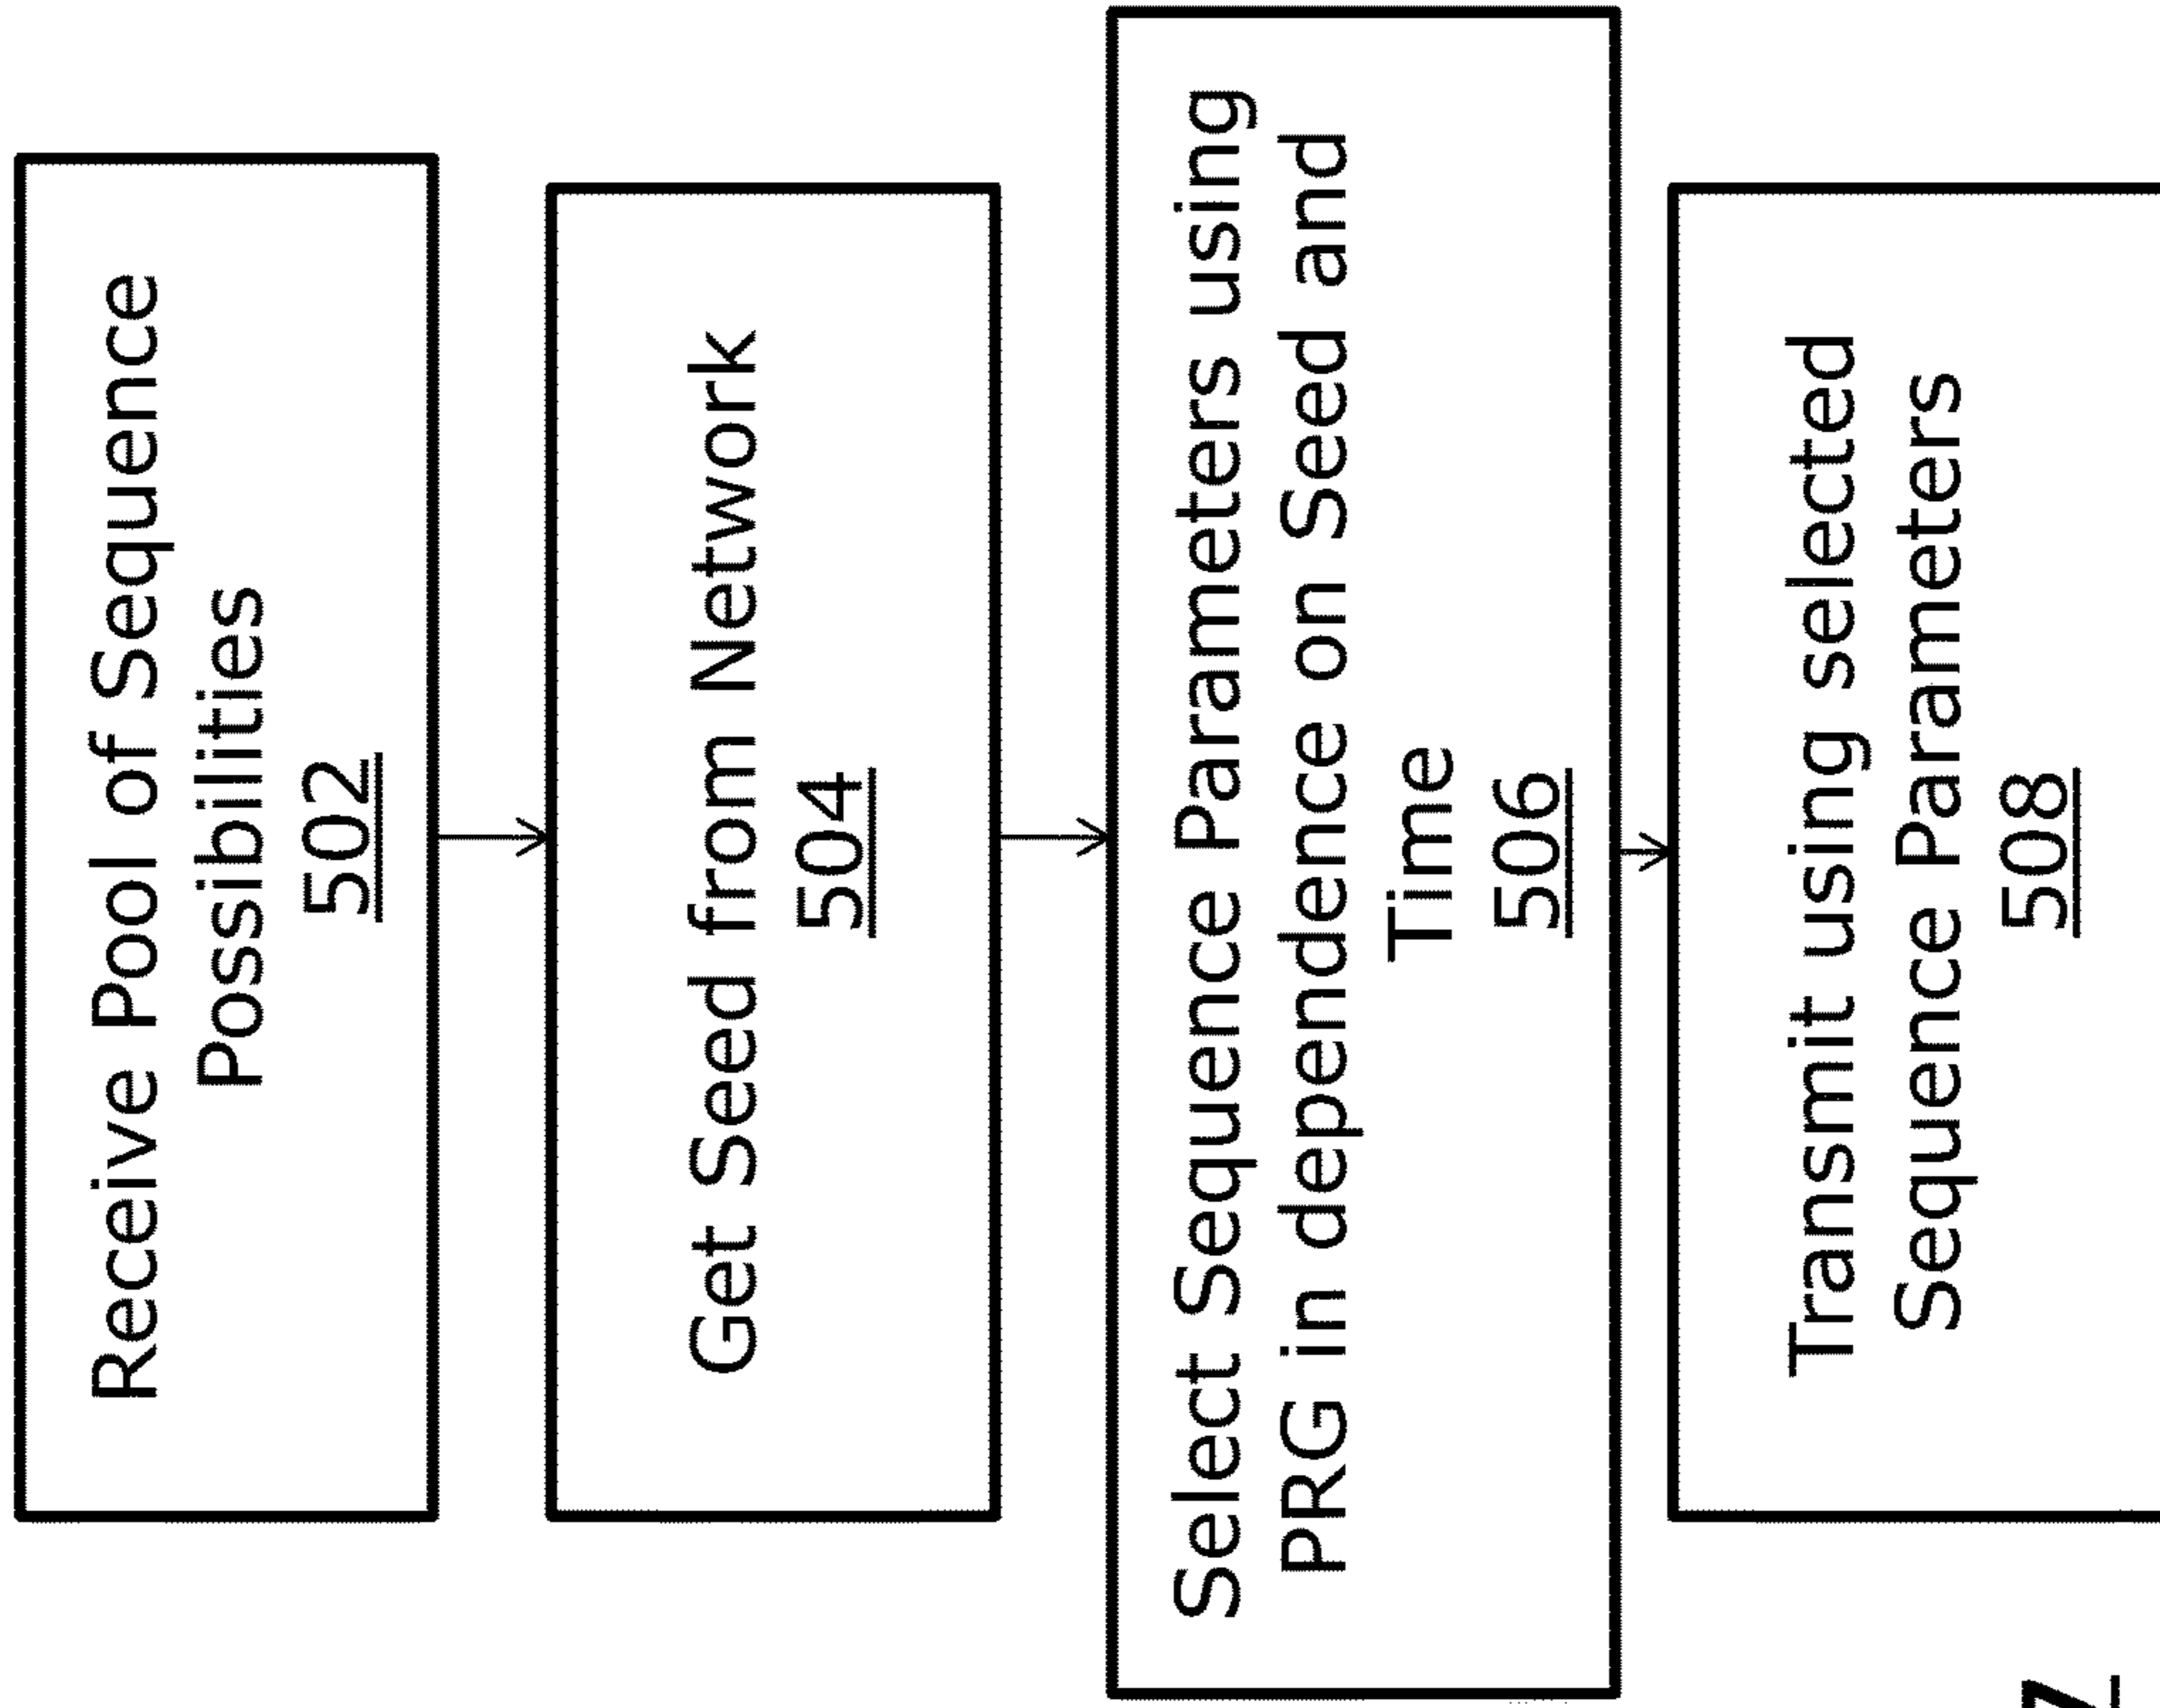 Receive Pool of Sequence
Possibilities
502
Get Seed from Network
504
Select Sequence Parameters using
PRG in dependence on Seed and
Time
506
Transmit using selected
Sequence Parameters
508